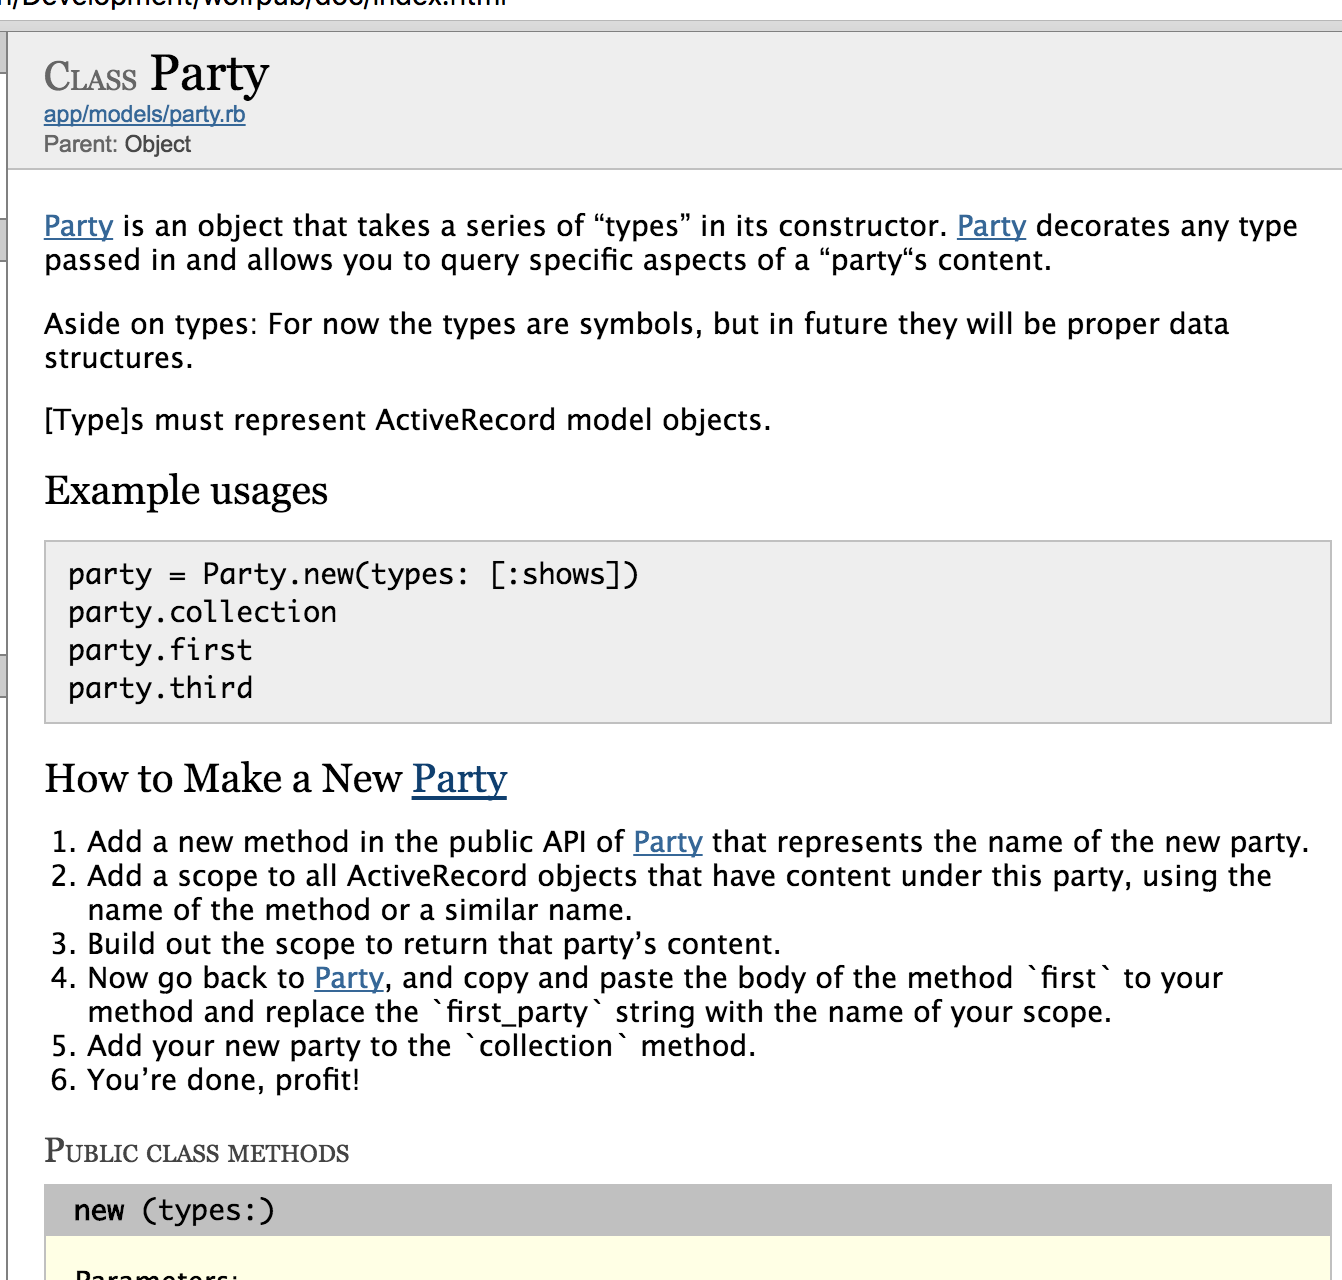 n/Development/wolfpub/doc/index.html
Class Party
app/models/party.rb
Parent: Object
Party is an object that takes a series of “types” in its constructor. Party decorates any type
passed in and allows you to query specific aspects of a “party“s content.
Aside on types: For now the types are symbols, but in future they will be proper data
structures.
[Type]s must represent ActiveRecord model objects.
Example usages
party = Party.new(types: [:shows])
party.collection
party.first
party.third
How to Make a New Party
1. Add a new method in the public API of Party that represents the name of the new party.
2. Add a scope to all ActiveRecord objects that have content under this party, using the
name of the method or a similar name.
3. Build out the scope to return that party’s content.
4. Now go back to Party, and copy and paste the body of the method `first` to your
method and replace the `first_party` string with the name of your scope.
5. Add your new party to the `collection` method.
6. You’re done, profit!
Public class methods
new (types:)
Parameters: